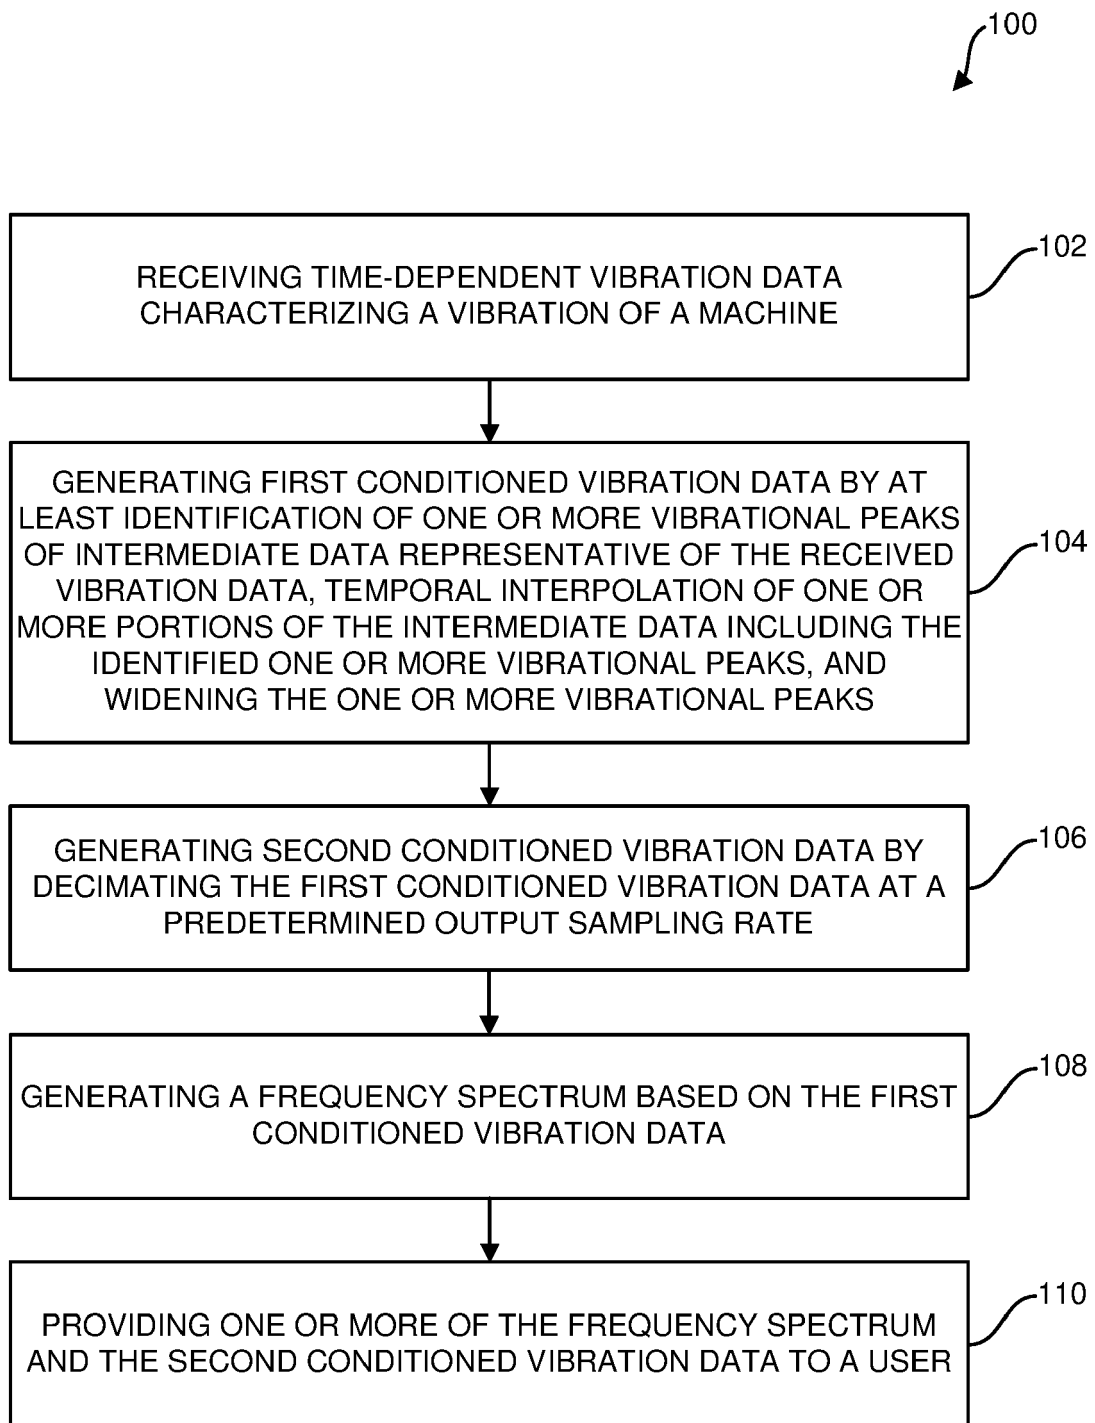 100
RECEIVING TIME-DEPENDENT VIBRATION DATA
CHARACTERIZING A VIBRATION OF A MACHINE
102
GENERATING FIRST CONDITIONED VIBRATION DATA BY AT
LEAST IDENTIFICATION OF ONE OR MORE VIBRATIONAL PEAKS
OF INTERMEDIATE DATA REPRESENTATIVE OF THE RECEIVED
VIBRATION DATA, TEMPORAL INTERPOLATION OF ONE OR
MORE PORTIONS OF THE INTERMEDIATE DATA INCLUDING THE
IDENTIFIED ONE OR MORE VIBRATIONAL PEAKS, AND
WIDENING THE ONE OR MORE VIBRATIONAL PEAKS
104
GENERATING SECOND CONDITIONED VIBRATION DATA BY
DECIMATING THE FIRST CONDITIONED VIBRATION DATA AT A
PREDETERMINED OUTPUT SAMPLING RATE
106
GENERATING A FREQUENCY SPECTRUM BASED ON THE FIRST
CONDITIONED VIBRATION DATA
108
PROVIDING ONE OR MORE OF THE FREQUENCY SPECTRUM
AND THE SECOND CONDITIONED VIBRATION DATA TO A USER
110